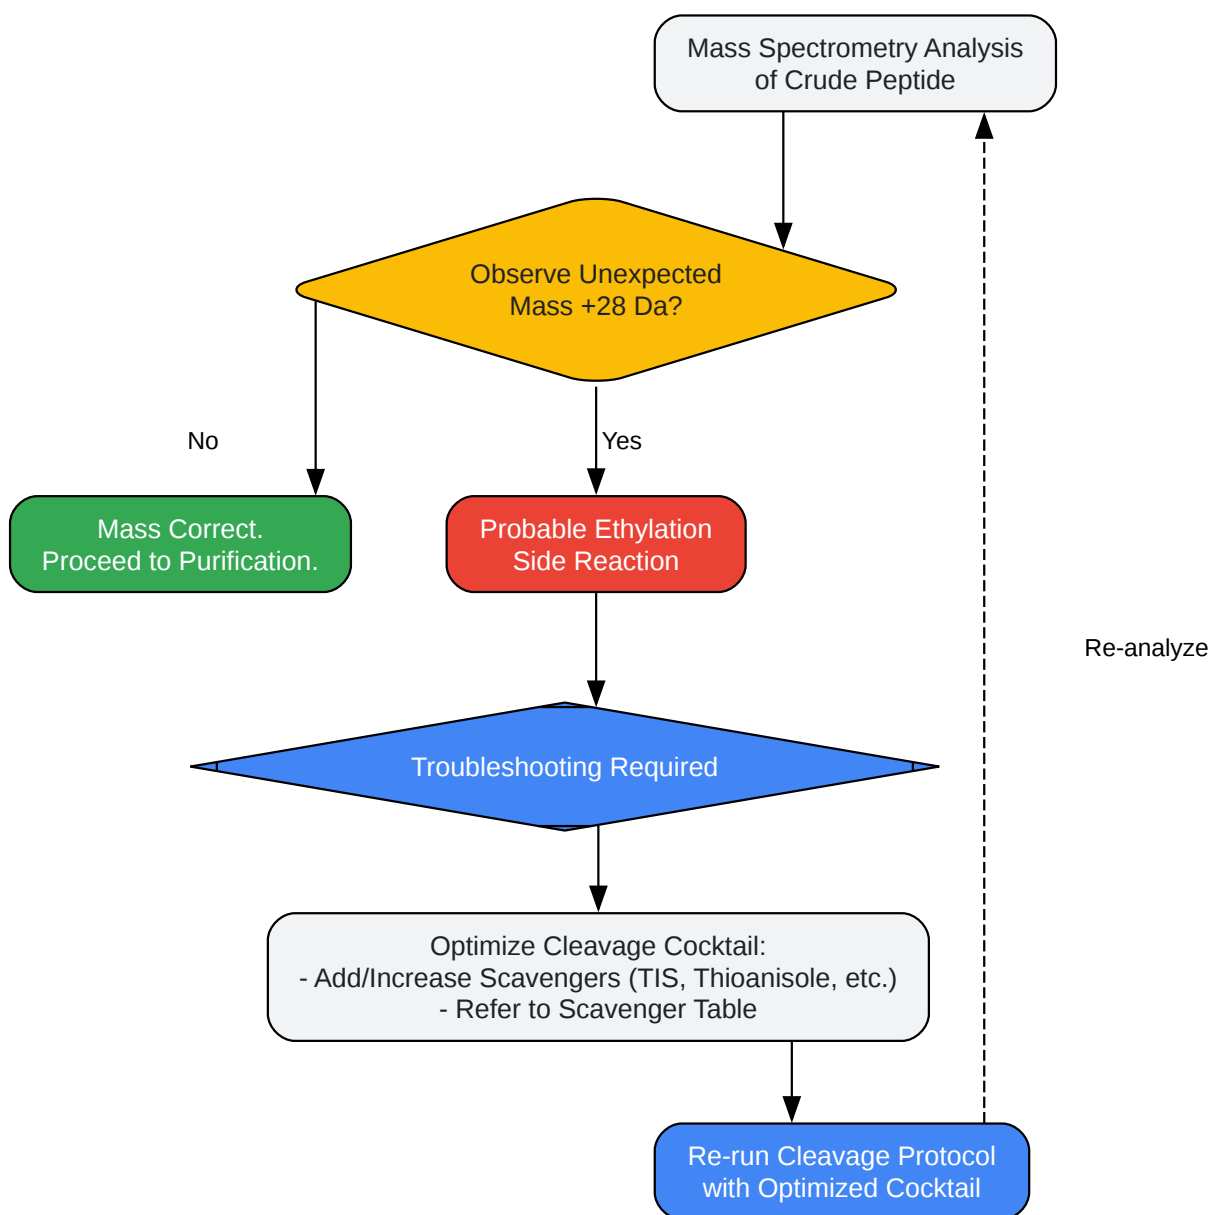 Mass Spectrometry Analysis
of Crude Peptide
Observe Unexpected
Mass +28 Da?
No
Yes
Mass Correct.
Proceed to Purification.
Probable Ethylation
Side Reaction
Re-analyze
Troubleshooting Required
Optimize Cleavage Cocktail:
- Add/Increase Scavengers (TIS, Thioanisole, etc.)
- Refer to Scavenger Table
Re-run Cleavage Protocol
with Optimized Cocktail